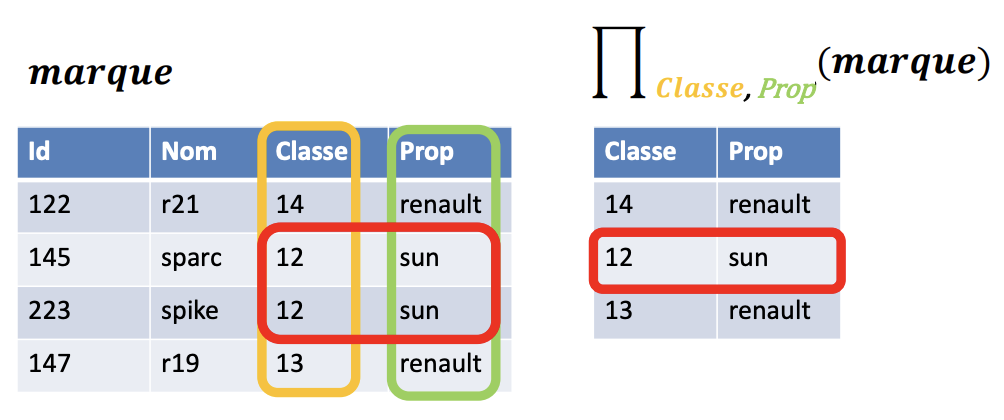 marque
Id Nom Classe Prop
122 r21 14 renault
145 sparc 12 sun
223 spike 12 sun
147 r19 13 renault
∏ Classe, Prop (marque)
Classe Prop
14 renault
12 sun
13 renault